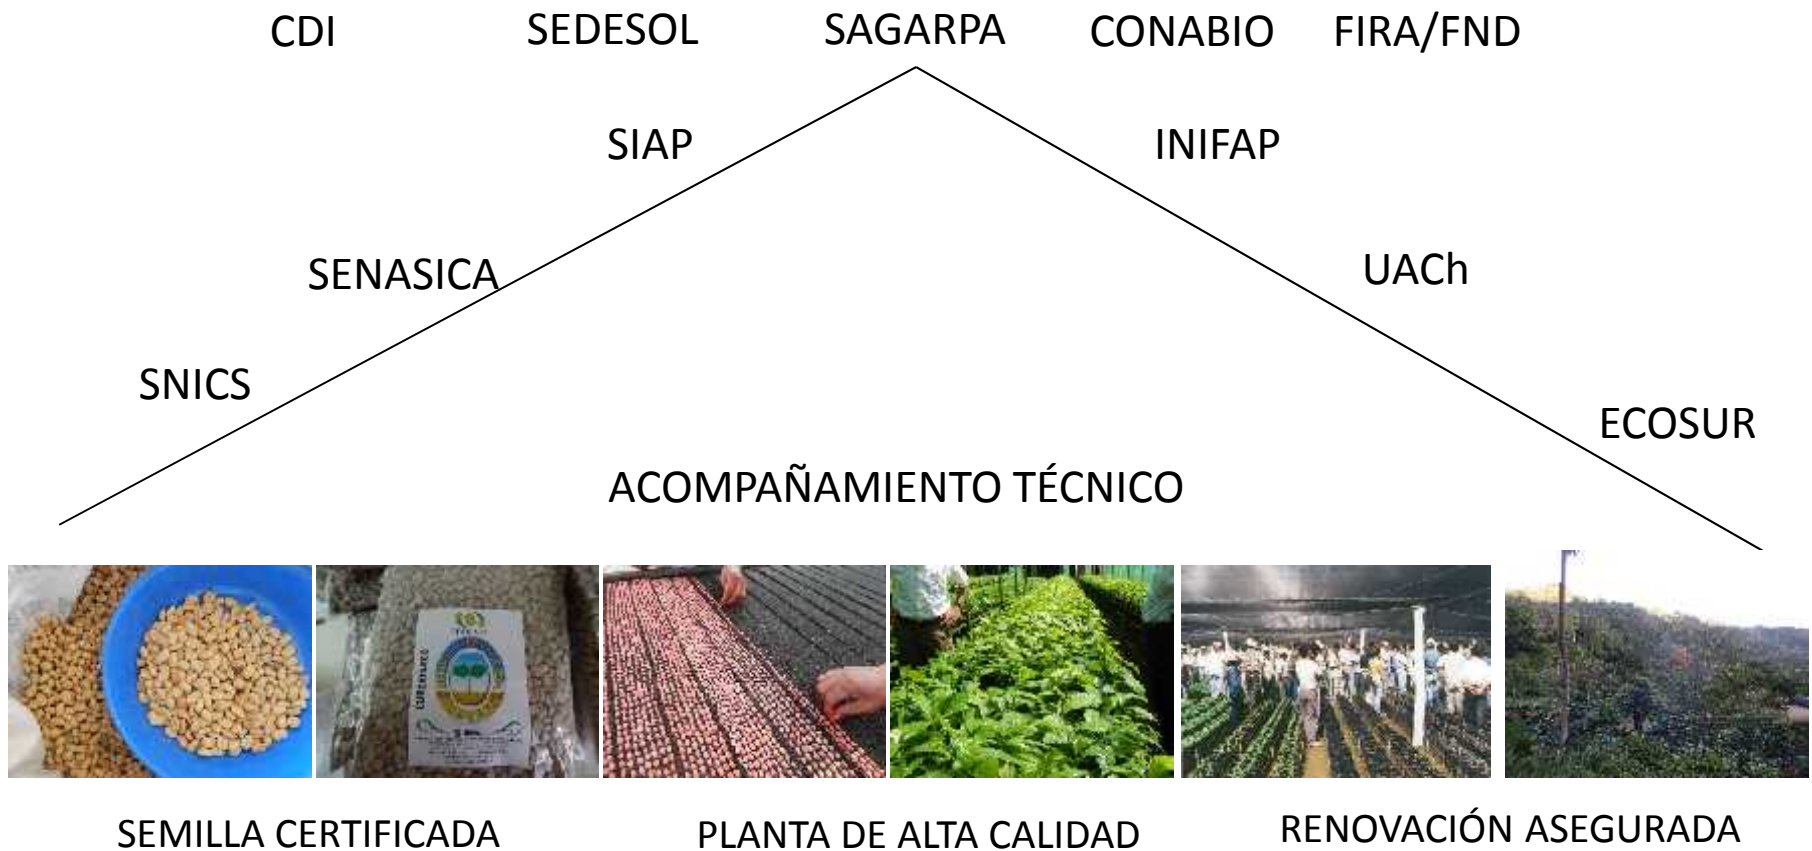 CDI SEDESOL SAGARPA CONABIO FIRA/FND
SIAP INIFAP
SENASICA UACh
SNICS ECOSUR
ACOMPAÑAMIENTO TÉCNICO
SEMILLA CERTIFICADA PLANTA DE ALTA CALIDAD RENOVACIÓN ASEGURADA